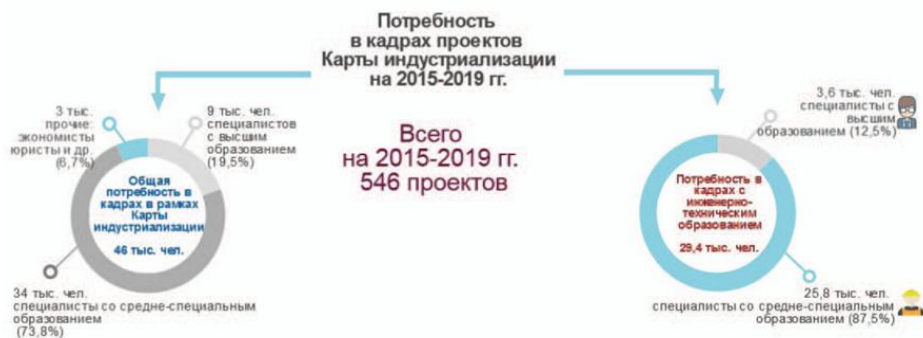 Потребность
в кадрах проектов
Карты индустриализации
на 2015-2019 гг.
3 тыс.
прочие:
экономисты
юристы и др.
(6,7%)
9 тыс. чел.
специалистов
с высшим
образованием
(19,5%)
Общая
потребность в
кадрах в рамках
Карты
индустриализации
46 тыс. чел.
34 тыс. чел.
специалисты со средне-специальным
образованием
(73,8%)
Всего
на 2015-2019 гг.
546 проектов
3,6 тыс. чел.
специалисты с
высшим
образованием (12,5%)
Потребность в
кадрах с
инженерно-
техническим
образованием
29,4 тыс. чел.
25,8 тыс. чел.
специалисты со средне-специальным
образованием (87,5%)